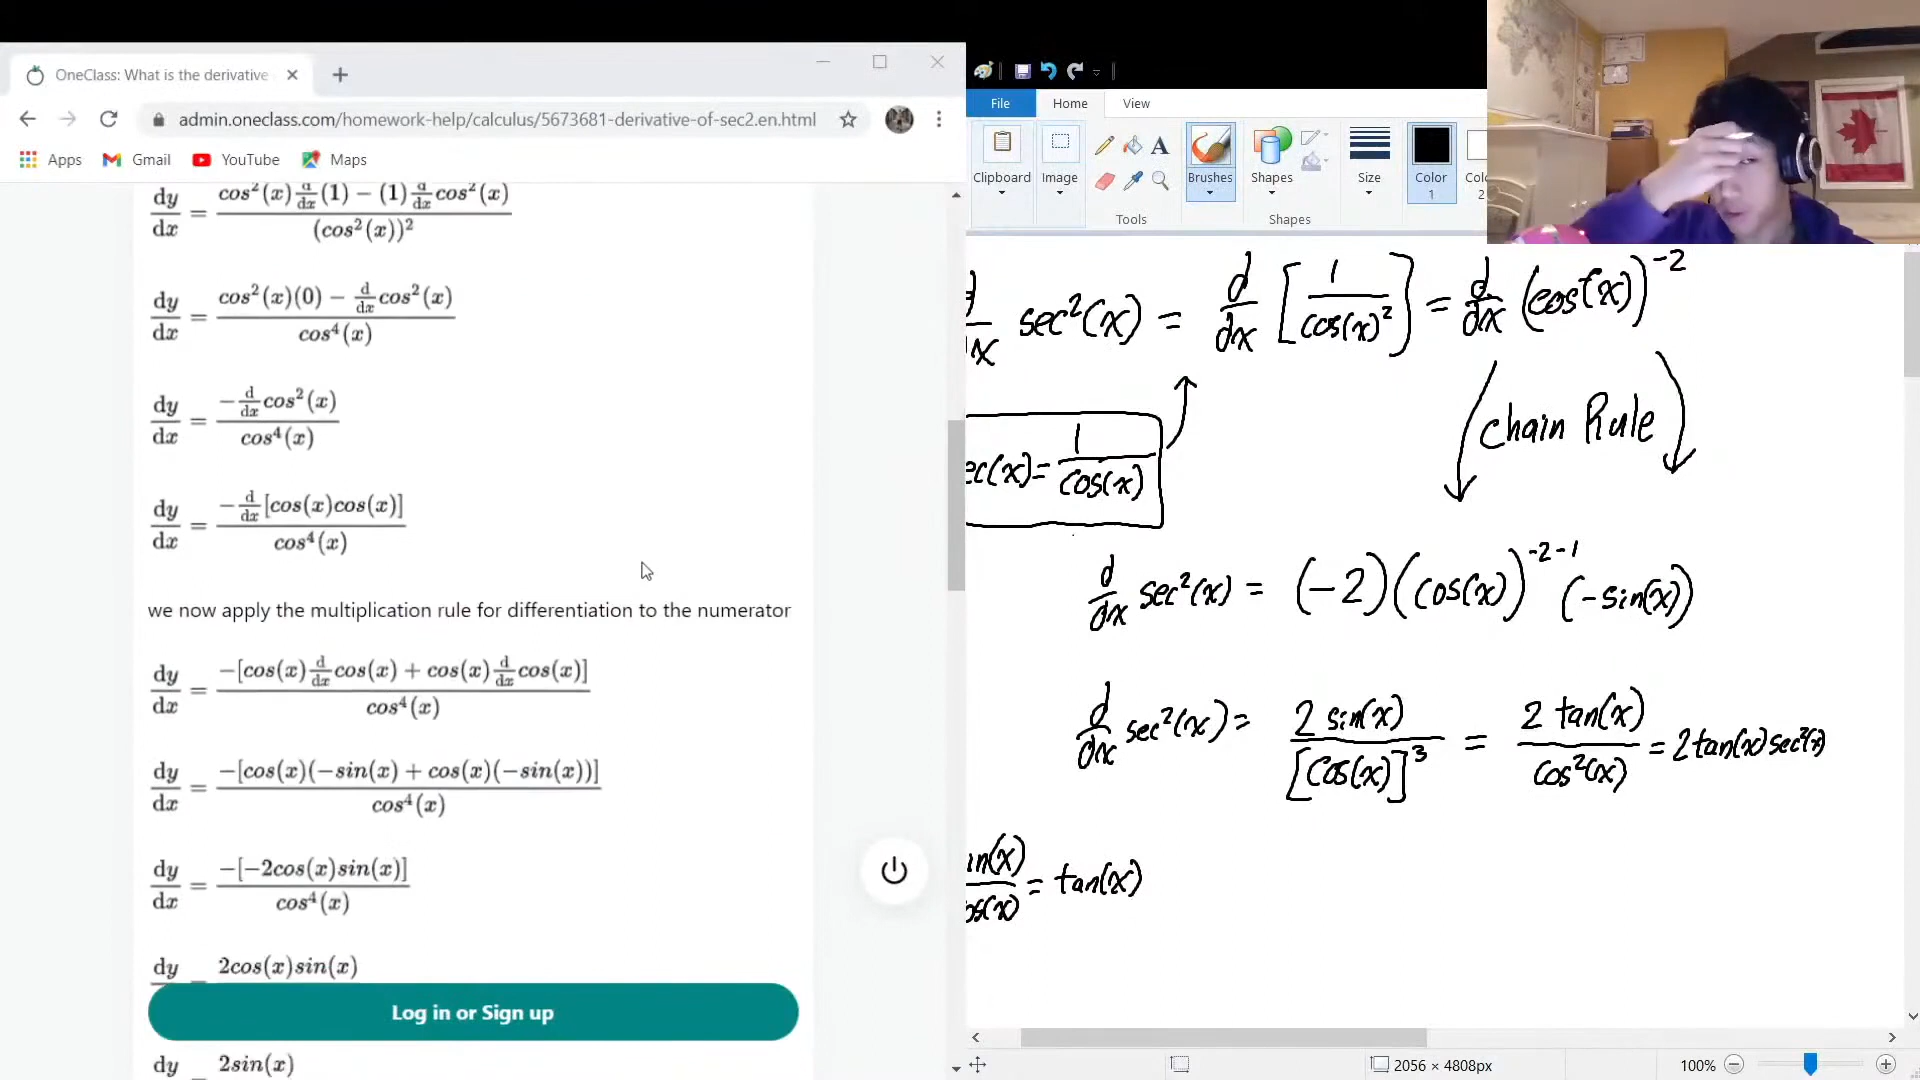 OneClass: What is the derivative
admin.oneclass.com/homework-help/calculus/5673681-derivative-of-sec2.en.html
Apps Gmail YouTube Maps
dy/dx = (cos²(x) d/dx (1) − (1) d/dx cos²(x)) / (cos²(x))²
dy/dx = (cos²(x)(0) − d/dx cos²(x)) / cos⁴(x)
dy/dx = (− d/dx cos²(x)) / cos⁴(x)
dy/dx = (− d/dx [cos(x)cos(x)]) / cos⁴(x)
we now apply the multiplication rule for differentiation to the numerator
dy/dx = (−[cos(x) d/dx cos(x) + cos(x) d/dx cos(x)]) / cos⁴(x)
dy/dx = (−[cos(x)(−sin(x) + cos(x)(−sin(x))]) / cos⁴(x)
dy/dx = (−[−2cos(x)sin(x)]) / cos⁴(x)
dy 2cos(x)sin(x)
Log in or Sign up
dy 2sin(x)
File Home View
Clipboard Image Brushes Shapes Size Color 1
Tools Shapes
sec²(x) = d/dx [1 / cos(x)²] = d/dx (cos(x))⁻²
Chain Rule
ec(x) = 1 / cos(x)
d/dx sec²(x) = (-2)(cos(x))⁻²⁻¹ (-sin(x))
d/dx sec²(x) = 2 sin(x) / [cos(x)]³ = 2 tan(x) / cos²(x) = 2tan(x)sec²(x)
in(x) / os(x) = tan(x)
2056 × 4808px 100%